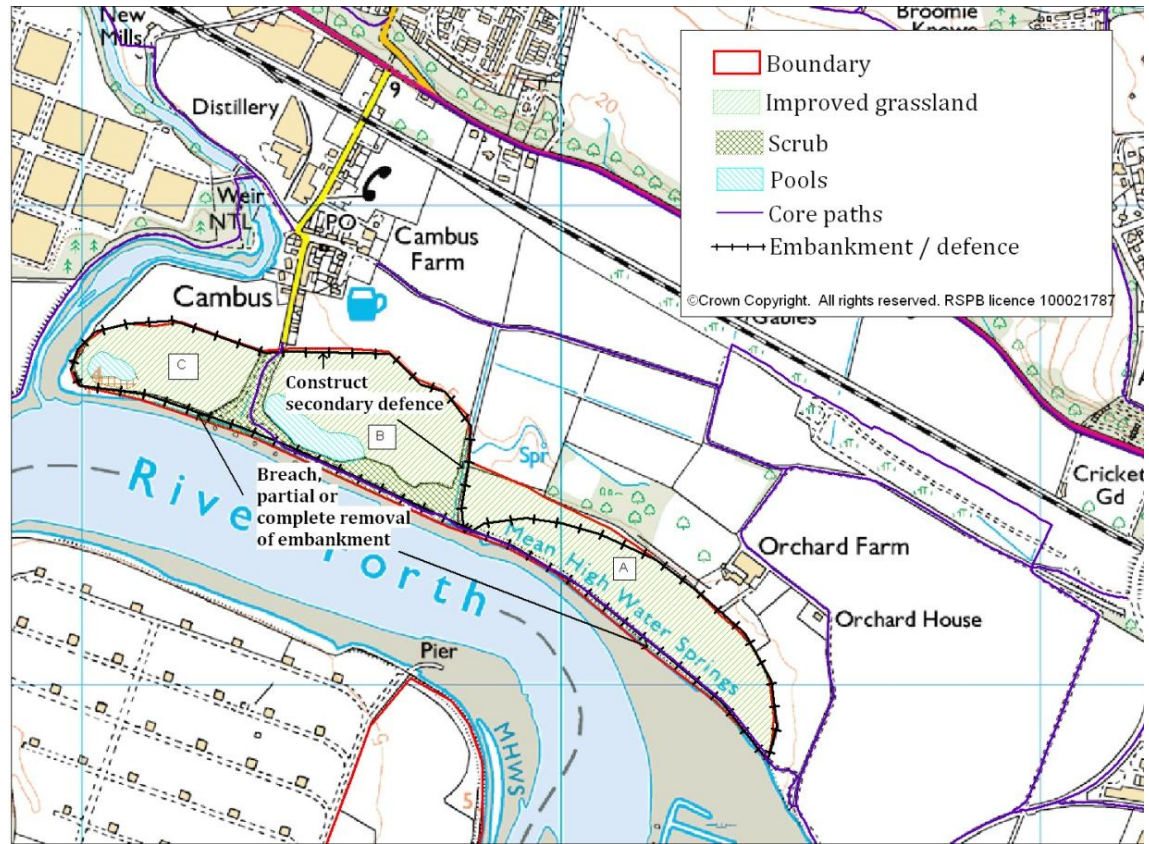 New
Mills
Distillery
9
20
Broomie
Knowe
Boundary
Improved grassland
Scrub
Pools
Core paths
Embankment / defence
©Crown Copyright. All rights reserved. RSPB licence 100021787
Gables
Weir
NTL
PO
Cambus
Farm
Cambus
C
Construct
secondary defence
B
Spr
Breach,
partial or
complete removal
of embankment
River Forth
Mean High Water Springs
A
Cricket
Gd
Orchard Farm
Orchard House
Pier
MHWS
5
5